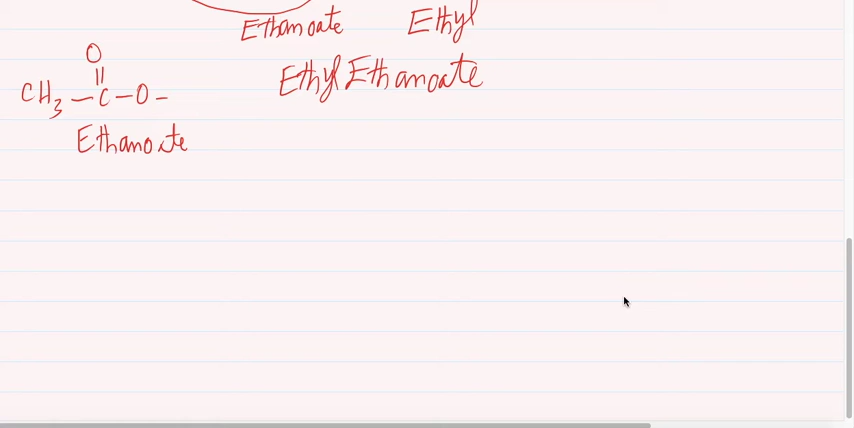 Ethanoate Ethyl
Ethyl Ethanoate
O
||
CH3 – C – O –
Ethanoate